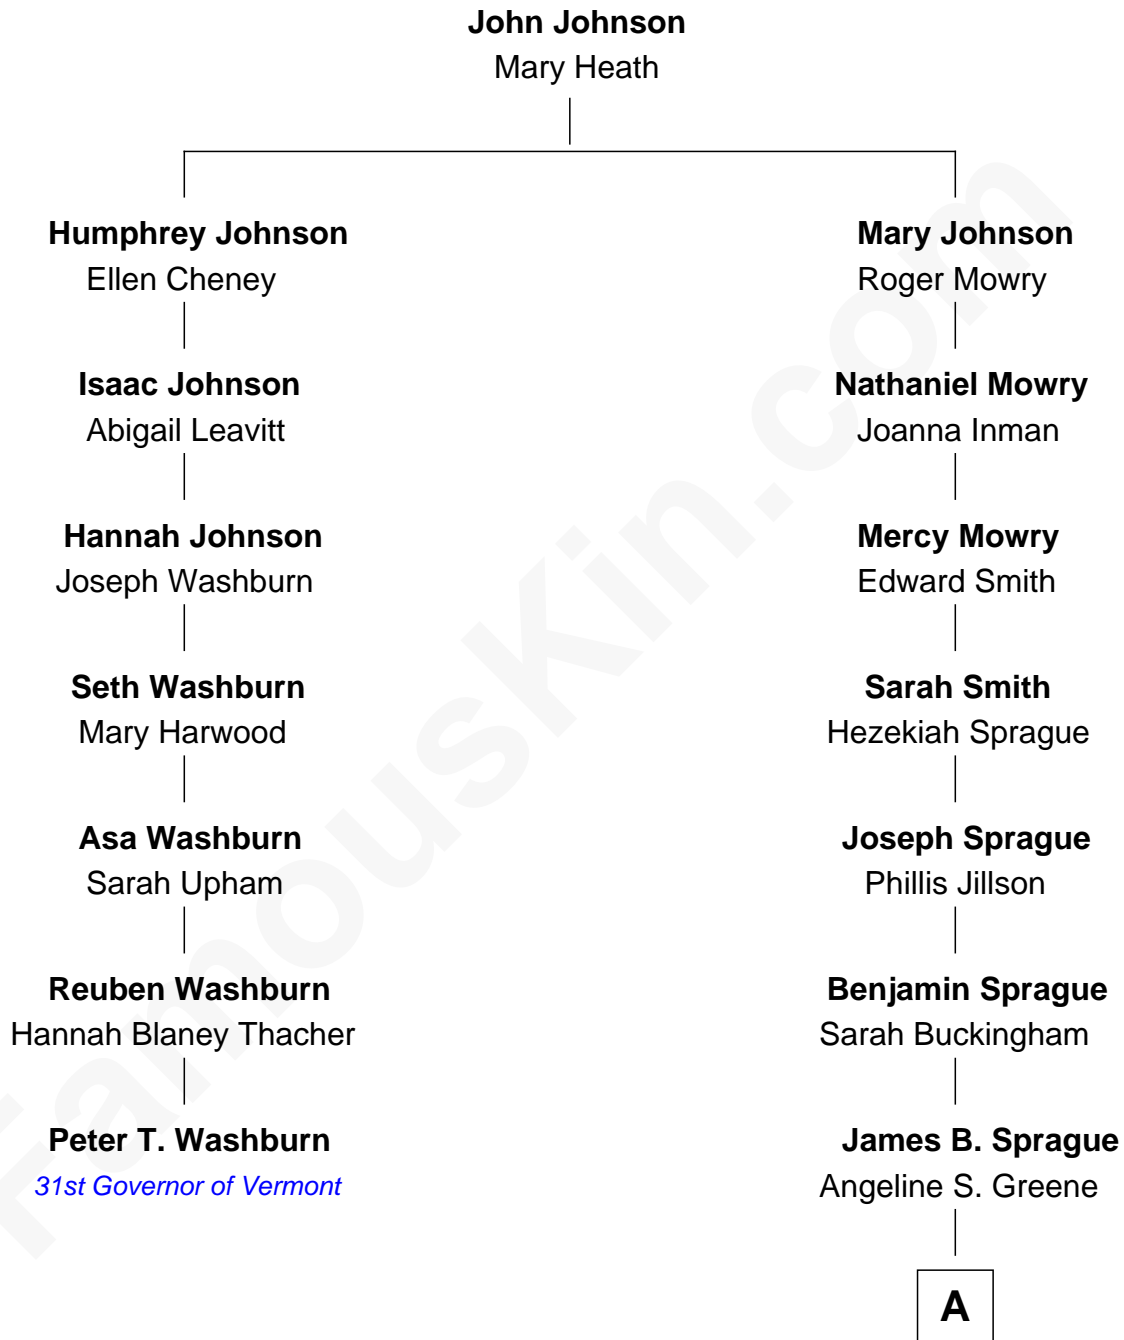 John Johnson
Mary Heath
Humphrey Johnson
Ellen Cheney
Isaac Johnson
Abigail Leavitt
Hannah Johnson
Joseph Washburn
Seth Washburn
Mary Harwood
Asa Washburn
Sarah Upham
Reuben Washburn
Hannah Blaney Thacher
Peter T. Washburn
31st Governor of Vermont
Mary Johnson
Roger Mowry
Nathaniel Mowry
Joanna Inman
Mercy Mowry
Edward Smith
Sarah Smith
Hezekiah Sprague
Joseph Sprague
Phillis Jillson
Benjamin Sprague
Sarah Buckingham
James B. Sprague
Angeline S. Greene
A
FamousKin.com